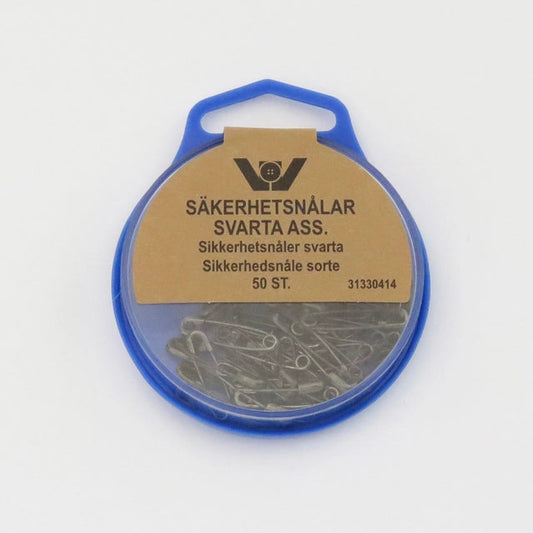 SÄKERHETSNÅLAR
SVARTA ASS.
Sikkerhetsnåler svarta
Sikkerhedsnåle sorte
50 ST. 31330414